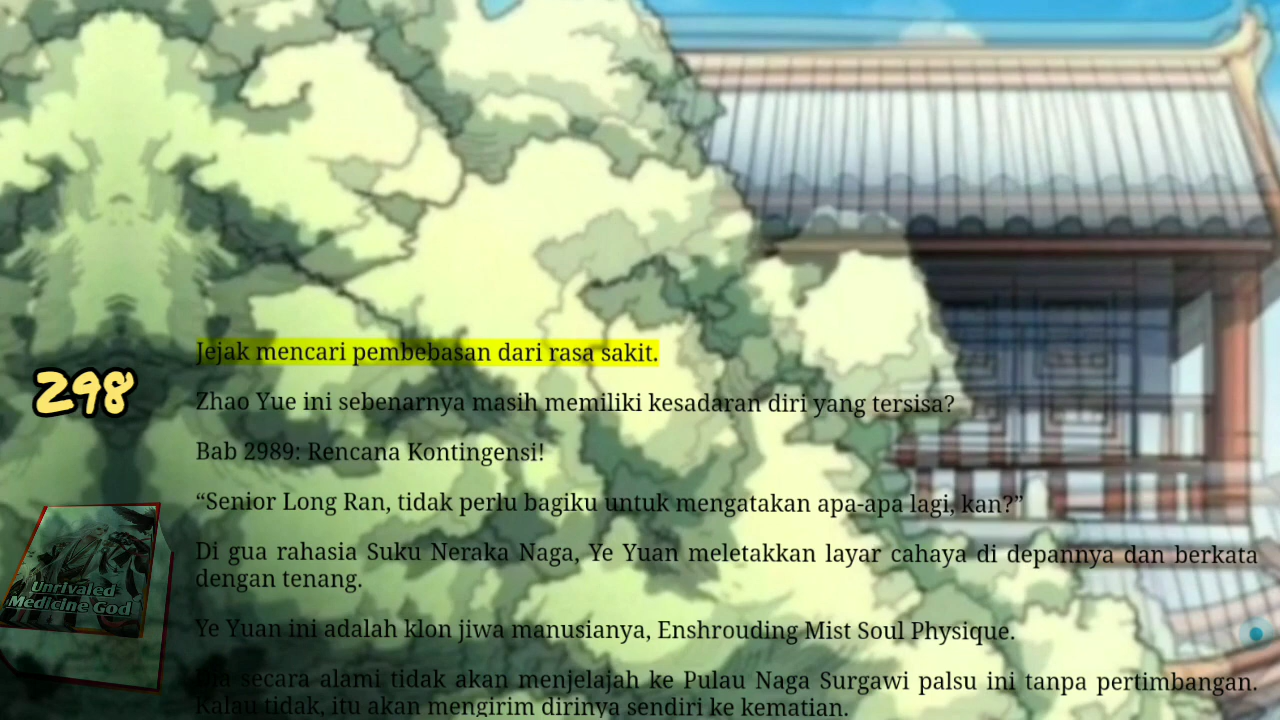 Jejak mencari pembebasan dari rasa sakit.
298
Zhao Yue ini sebenarnya masih memiliki kesadaran diri yang tersisa?
Bab 2989: Rencana Kontingensi!
“Senior Long Ran, tidak perlu bagiku untuk mengatakan apa-apa lagi, kan?”
Di gua rahasia Suku Neraka Naga, Ye Yuan meletakkan layar cahaya di depannya dan berkata
dengan tenang.
Unrivaled
Medicine God
Ye Yuan ini adalah klon jiwa manusianya, Enshrouding Mist Soul Physique.
secara alami tidak akan menjelajah ke Pulau Naga Surgawi palsu ini tanpa pertimbangan.
Kalau tidak, itu akan mengirim dirinya sendiri ke kematian.